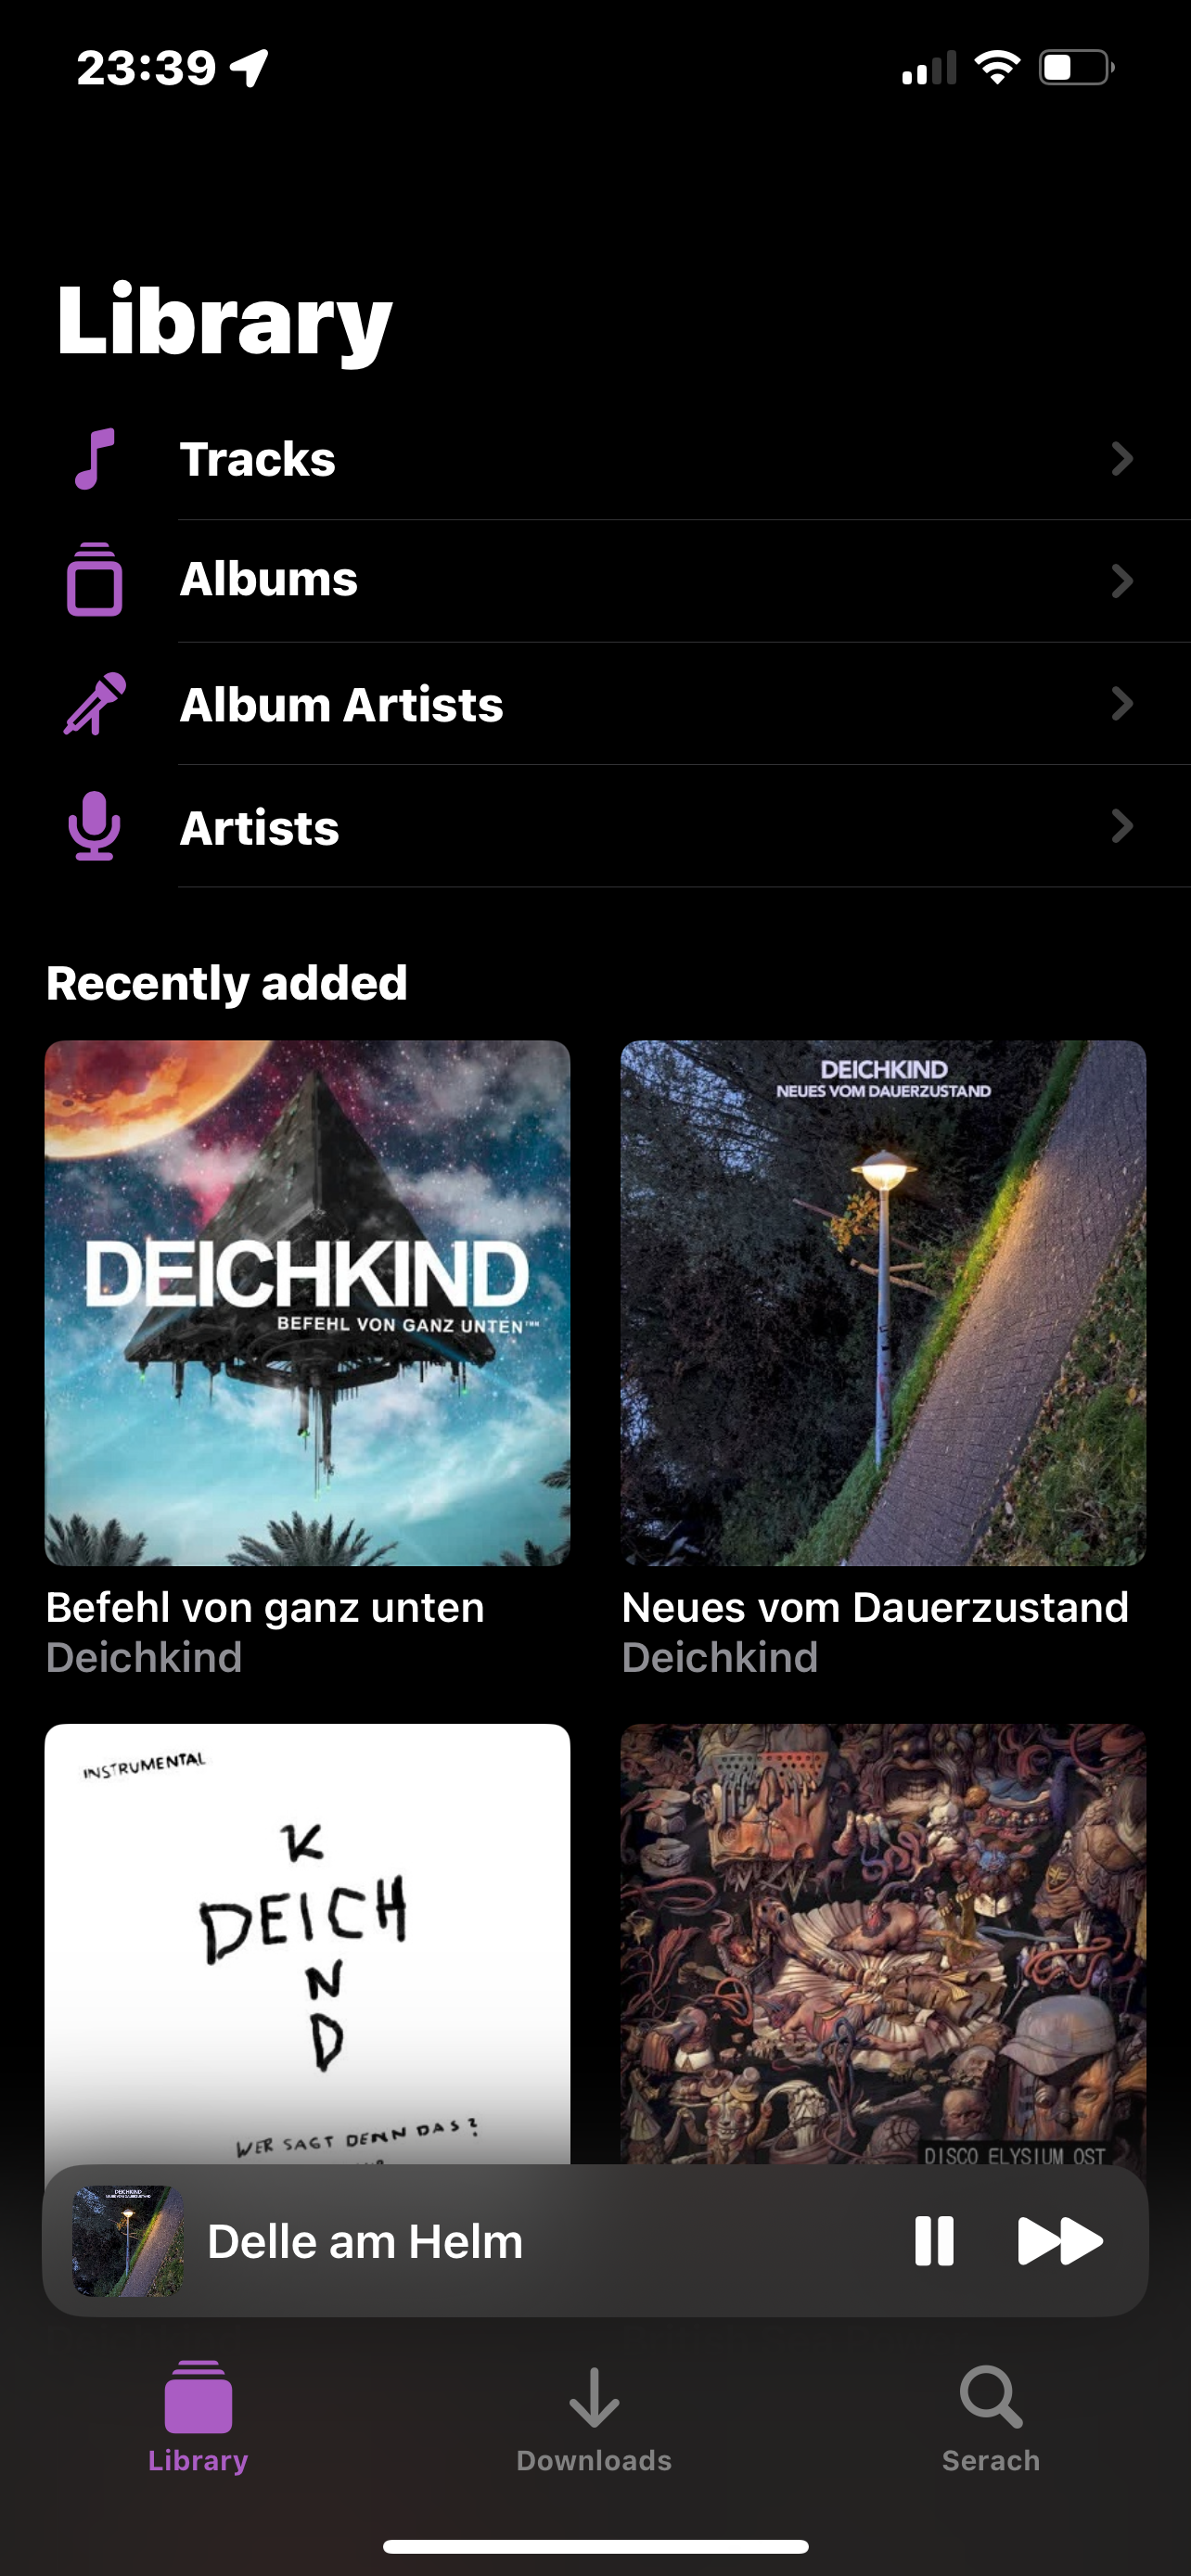 23:39
Library
Tracks
Albums
Album Artists
Artists
Recently added
DEICHKIND
BEFEHL VON GANZ UNTEN™
DEICHKIND
NEUES VOM DAUERZUSTAND
Befehl von ganz unten
Deichkind
Neues vom Dauerzustand
Deichkind
INSTRUMENTAL
K
DEICH
N
D
WER SAGT DENN DAS?
DISCO ELYSIUM OST
Delle am Helm
Library
Downloads
Serach